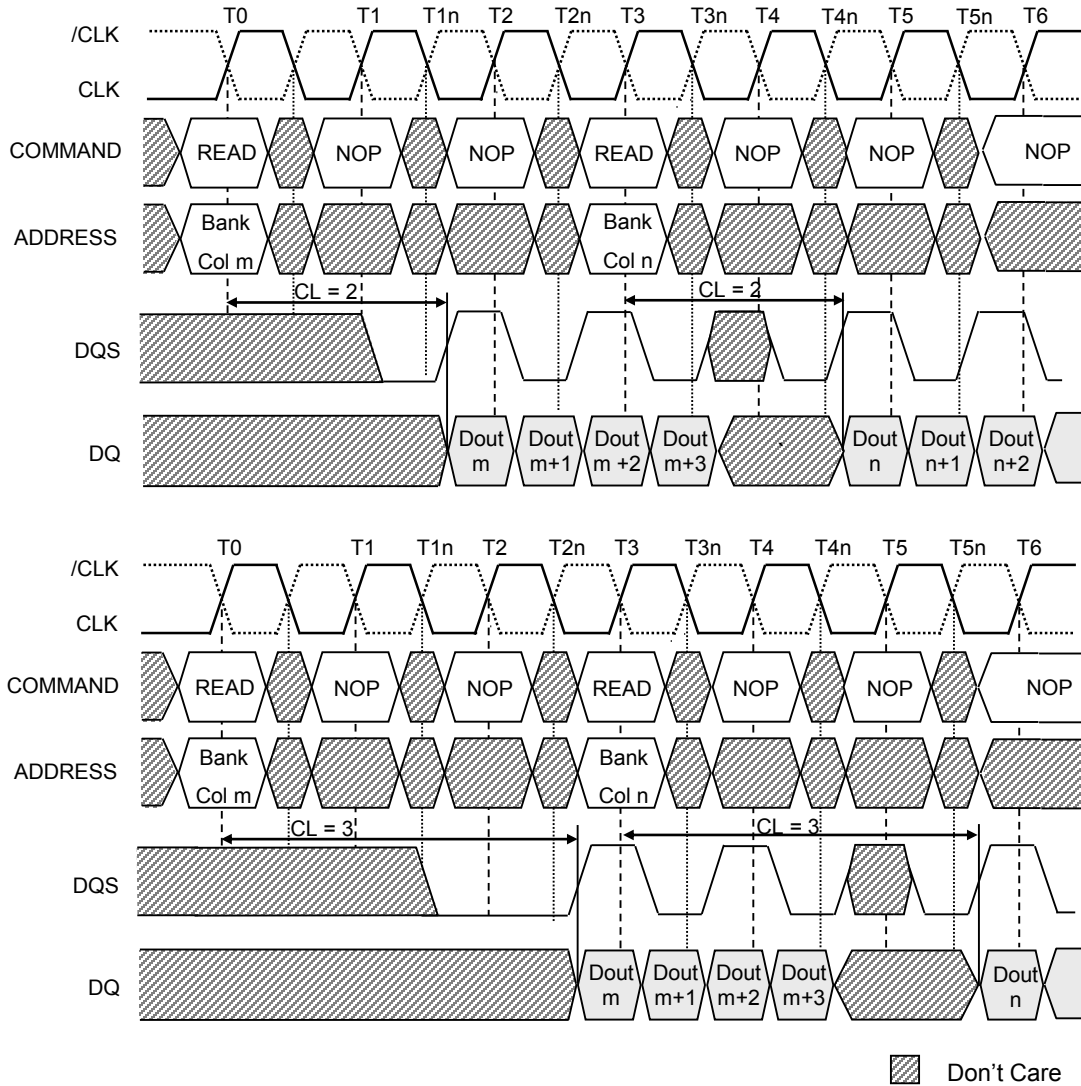 T0 T1 T1n T2 T2n T3 T3n T4 T4n T5 T5n T6
/CLK
CLK
COMMAND READ NOP NOP READ NOP NOP NOP
ADDRESS Bank Col m Bank Col n
CL = 2 CL = 2
DQS
DQ Dout m Dout m+1 Dout m +2 Dout m+3 Dout n Dout n+1 Dout n+2
T0 T1 T1n T2 T2n T3 T3n T4 T4n T5 T5n T6
/CLK
CLK
COMMAND READ NOP NOP READ NOP NOP NOP
ADDRESS Bank Col m Bank Col n
CL = 3 CL = 3
DQS
DQ Dout m Dout m+1 Dout m+2 Dout m+3 Dout n
Don't Care